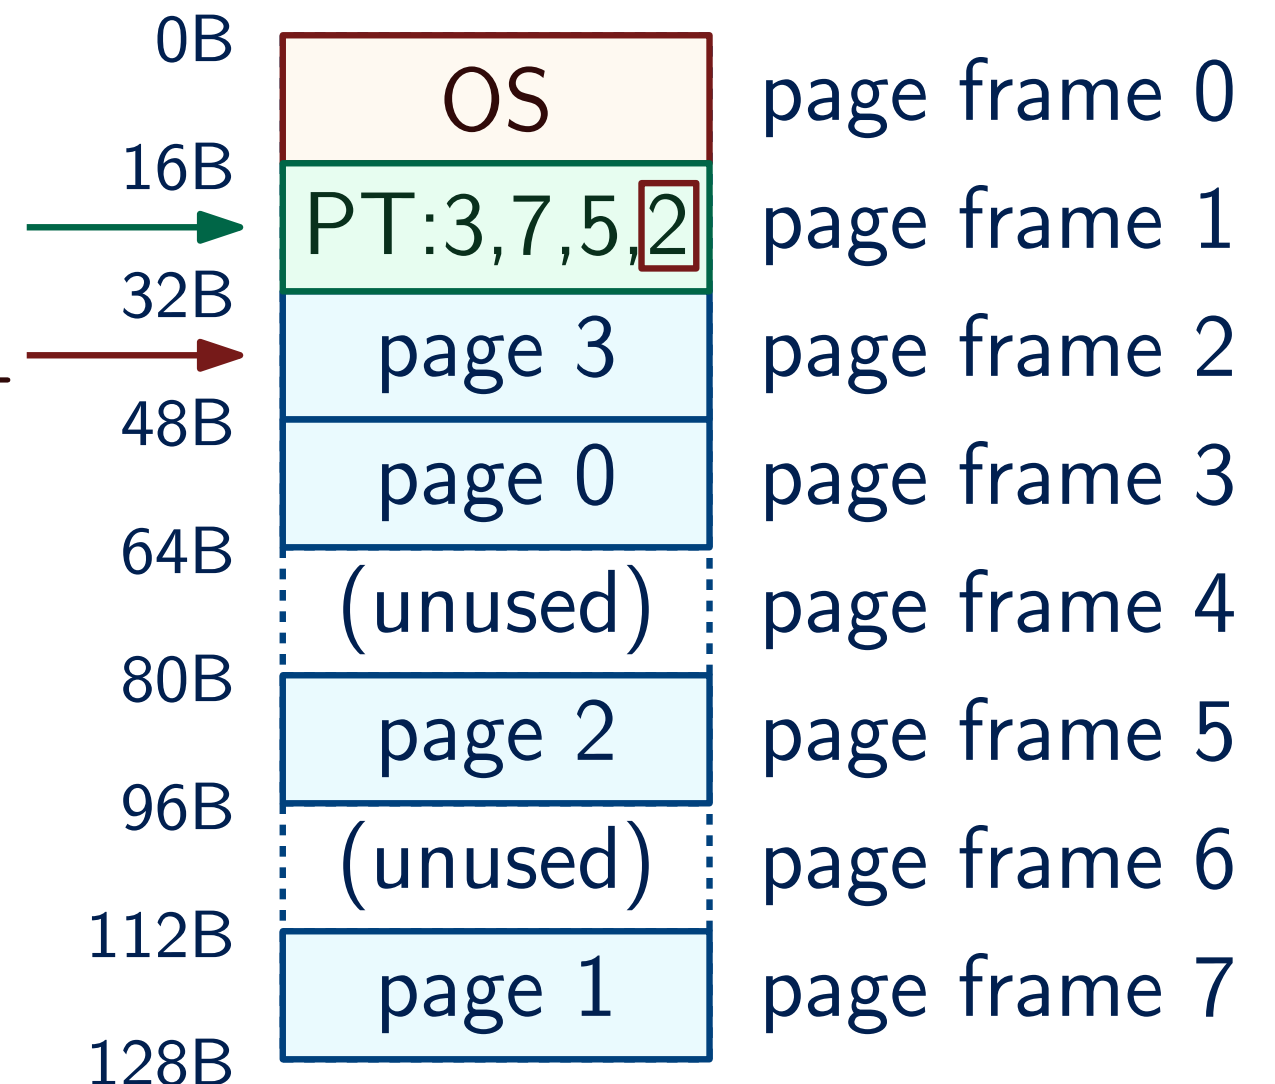 0B
OS page frame 0
16B
PT:3,7,5,2 page frame 1
32B
page 3 page frame 2
48B
page 0 page frame 3
64B
(unused) page frame 4
80B
page 2 page frame 5
96B
(unused) page frame 6
112B
page 1 page frame 7
128B